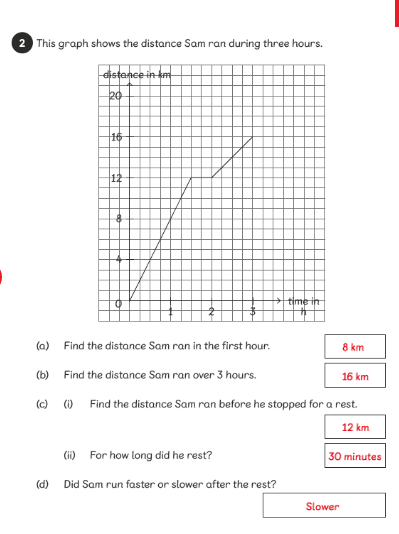 2 This graph shows the distance Sam ran during three hours.
distance in km
20
16
12
8
4
0
1 2 3
time in
h
(a) Find the distance Sam ran in the first hour. 8 km
(b) Find the distance Sam ran over 3 hours. 16 km
(c) (i) Find the distance Sam ran before he stopped for a rest.
12 km
(ii) For how long did he rest? 30 minutes
(d) Did Sam run faster or slower after the rest?
Slower